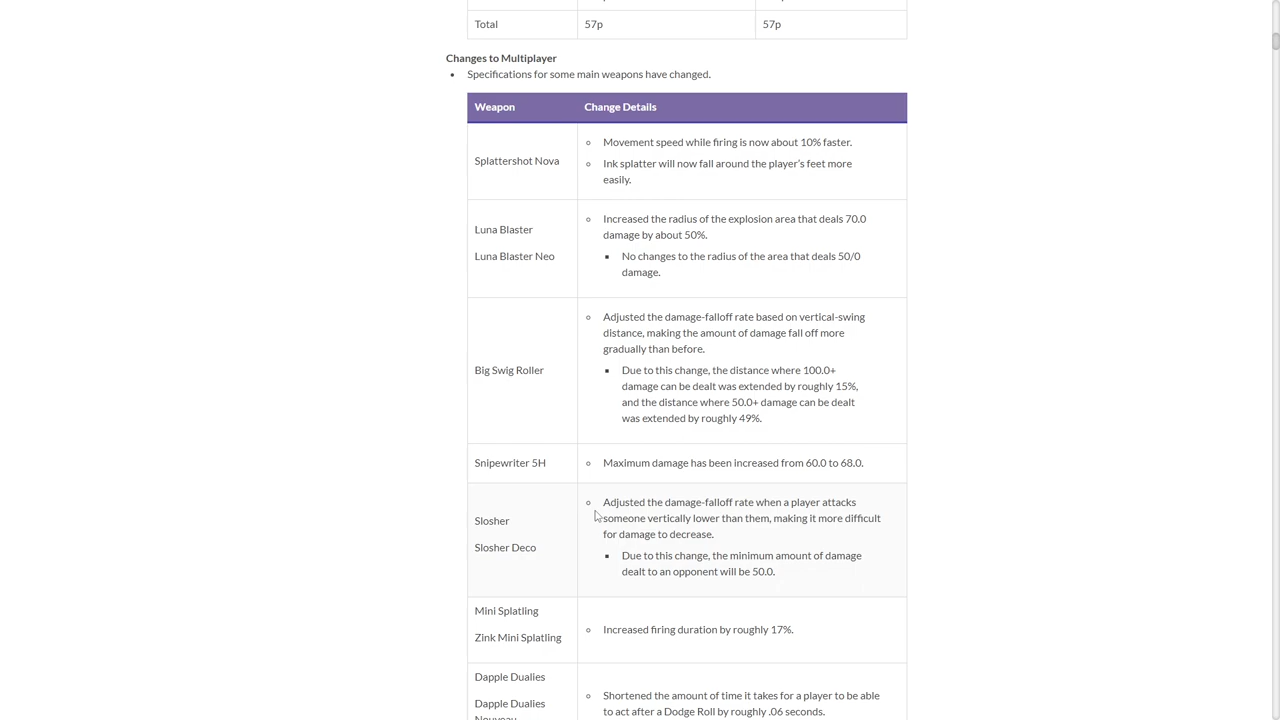 Total 57p 57p
Changes to Multiplayer
Specifications for some main weapons have changed.
Weapon Change Details
Splattershot Nova
Movement speed while firing is now about 10% faster.
Ink splatter will now fall around the player's feet more
easily.
Luna Blaster
Luna Blaster Neo
Increased the radius of the explosion area that deals 70.0
damage by about 50%.
No changes to the radius of the area that deals 50/0
damage.
Big Swig Roller
Adjusted the damage-falloff rate based on vertical-swing
distance, making the amount of damage fall off more
gradually than before.
Due to this change, the distance where 100.0+
damage can be dealt was extended by roughly 15%,
and the distance where 50.0+ damage can be dealt
was extended by roughly 49%.
Snipewriter 5H
Maximum damage has been increased from 60.0 to 68.0.
Slosher
Slosher Deco
Adjusted the damage-falloff rate when a player attacks
someone vertically lower than them, making it more difficult
for damage to decrease.
Due to this change, the minimum amount of damage
dealt to an opponent will be 50.0.
Mini Splatling
Zink Mini Splatling
Increased firing duration by roughly 17%.
Dapple Dualies
Dapple Dualies
Nouveau
Shortened the amount of time it takes for a player to be able
to act after a Dodge Roll by roughly .06 seconds.